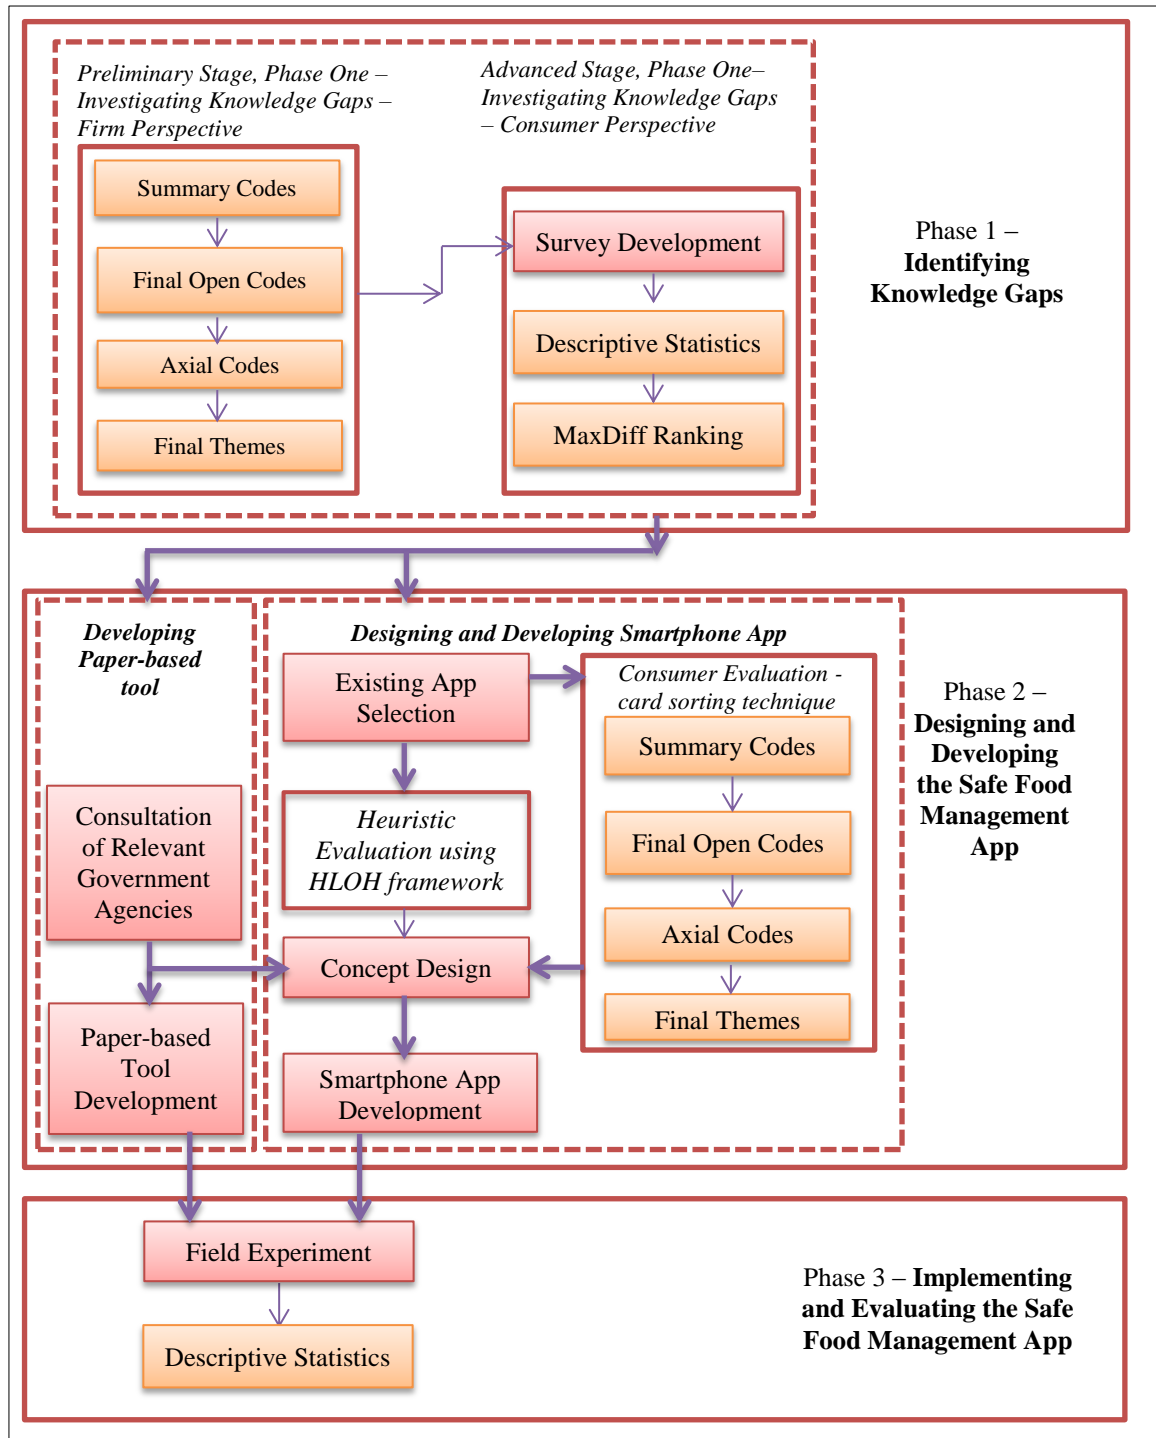 Preliminary Stage, Phase One –
Investigating Knowledge Gaps –
Firm Perspective
Summary Codes
Final Open Codes
Axial Codes
Final Themes
Advanced Stage, Phase One–
Investigating Knowledge Gaps
– Consumer Perspective
Survey Development
Descriptive Statistics
MaxDiff Ranking
Phase 1 –
Identifying
Knowledge Gaps
Developing
Paper-based
tool
Consultation
of Relevant
Government
Agencies
Paper-based
Tool
Development
Designing and Developing Smartphone App
Existing App
Selection
Heuristic
Evaluation using
HLOH framework
Concept Design
Smartphone App
Development
Consumer Evaluation -
card sorting technique
Summary Codes
Final Open Codes
Axial Codes
Final Themes
Phase 2 –
Designing and
Developing
the Safe Food
Management
App
Field Experiment
Descriptive Statistics
Phase 3 – Implementing
and Evaluating the Safe
Food Management App